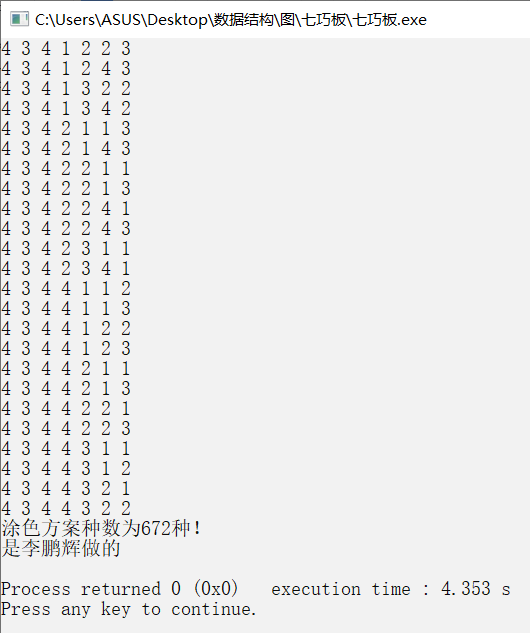 C:\Users\ASUS\Desktop\数据结构\图\七巧板\七巧板.exe
4 3 4 1 2 2 3
4 3 4 1 2 4 3
4 3 4 1 3 2 2
4 3 4 1 3 4 2
4 3 4 2 1 1 3
4 3 4 2 1 4 3
4 3 4 2 2 1 1
4 3 4 2 2 1 3
4 3 4 2 2 4 1
4 3 4 2 2 4 3
4 3 4 2 3 1 1
4 3 4 2 3 4 1
4 3 4 4 1 1 2
4 3 4 4 1 1 3
4 3 4 4 1 2 2
4 3 4 4 1 2 3
4 3 4 4 2 1 1
4 3 4 4 2 1 3
4 3 4 4 2 2 1
4 3 4 4 2 2 3
4 3 4 4 3 1 1
4 3 4 4 3 1 2
4 3 4 4 3 2 1
4 3 4 4 3 2 2
涂色方案种数为672种！
是李鹏辉做的
Process returned 0 (0x0)   execution time : 4.353 s
Press any key to continue.